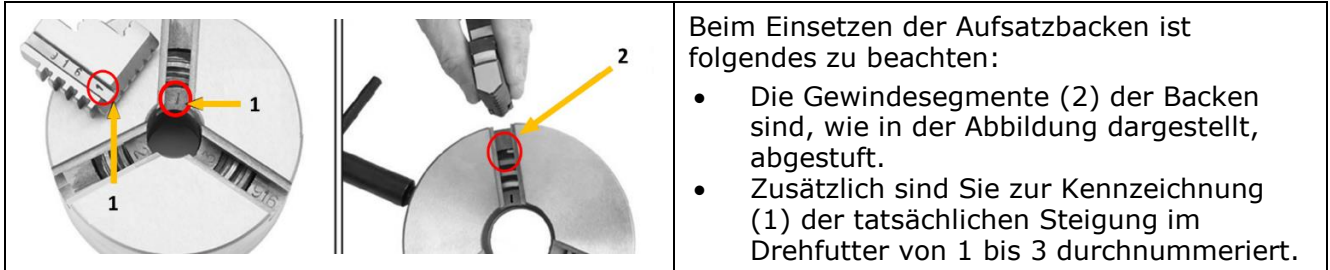 1
1
2
Beim Einsetzen der Aufsatzbacken ist
folgendes zu beachten:
• Die Gewindesegmente (2) der Backen
sind, wie in der Abbildung dargestellt,
abgestuft.
• Zusätzlich sind Sie zur Kennzeichnung
(1) der tatsächlichen Steigung im
Drehfutter von 1 bis 3 durchnummeriert.